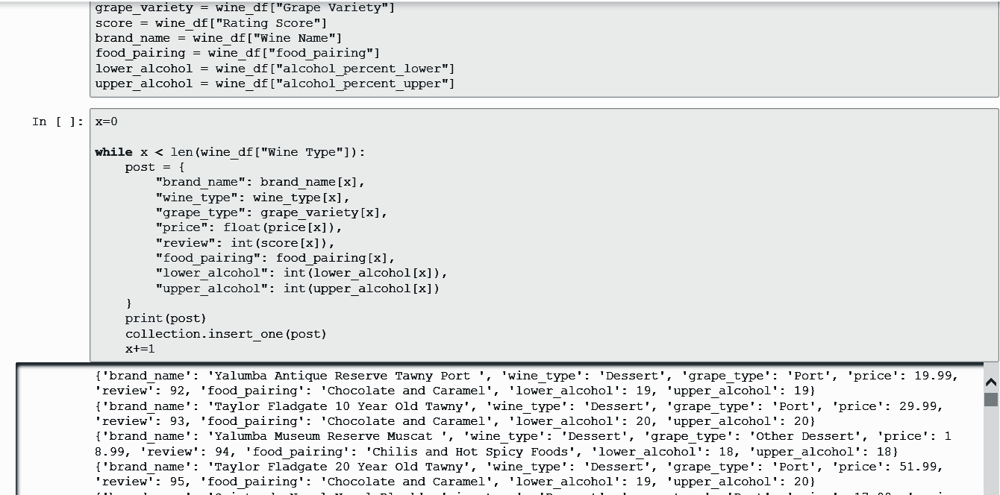 grape_variety = wine_df["Grape Variety"]
score = wine_df["Rating Score"]
brand_name = wine_df["Wine Name"]
food_pairing = wine_df["food_pairing"]
lower_alcohol = wine_df["alcohol_percent_lower"]
upper_alcohol = wine_df["alcohol_percent_upper"]
In [ ]: x=0
while x < len(wine_df["Wine Type"]):
    post = {
        "brand_name": brand_name[x],
        "wine_type": wine_type[x],
        "grape_type": grape_variety[x],
        "price": float(price[x]),
        "review": int(score[x]),
        "food_pairing": food_pairing[x],
        "lower_alcohol": int(lower_alcohol[x]),
        "upper_alcohol": int(upper_alcohol[x])
    }
    print(post)
    collection.insert_one(post)
    x+=1
{'brand_name': 'Yalumba Antique Reserve Tawny Port ', 'wine_type': 'Dessert', 'grape_type': 'Port', 'price': 19.99,
'review': 92, 'food_pairing': 'Chocolate and Caramel', 'lower_alcohol': 19, 'upper_alcohol': 19}
{'brand_name': 'Taylor Fladgate 10 Year Old Tawny', 'wine_type': 'Dessert', 'grape_type': 'Port', 'price': 29.99,
'review': 93, 'food_pairing': 'Chocolate and Caramel', 'lower_alcohol': 20, 'upper_alcohol': 20}
{'brand_name': 'Yalumba Museum Reserve Muscat ', 'wine_type': 'Dessert', 'grape_type': 'Other Dessert', 'price': 1
8.99, 'review': 94, 'food_pairing': 'Chilis and Hot Spicy Foods', 'lower_alcohol': 18, 'upper_alcohol': 18}
{'brand_name': 'Taylor Fladgate 20 Year Old Tawny', 'wine_type': 'Dessert', 'grape_type': 'Port', 'price': 51.99,
'review': 95, 'food_pairing': 'Chocolate and Caramel', 'lower_alcohol': 19, 'upper_alcohol': 20}